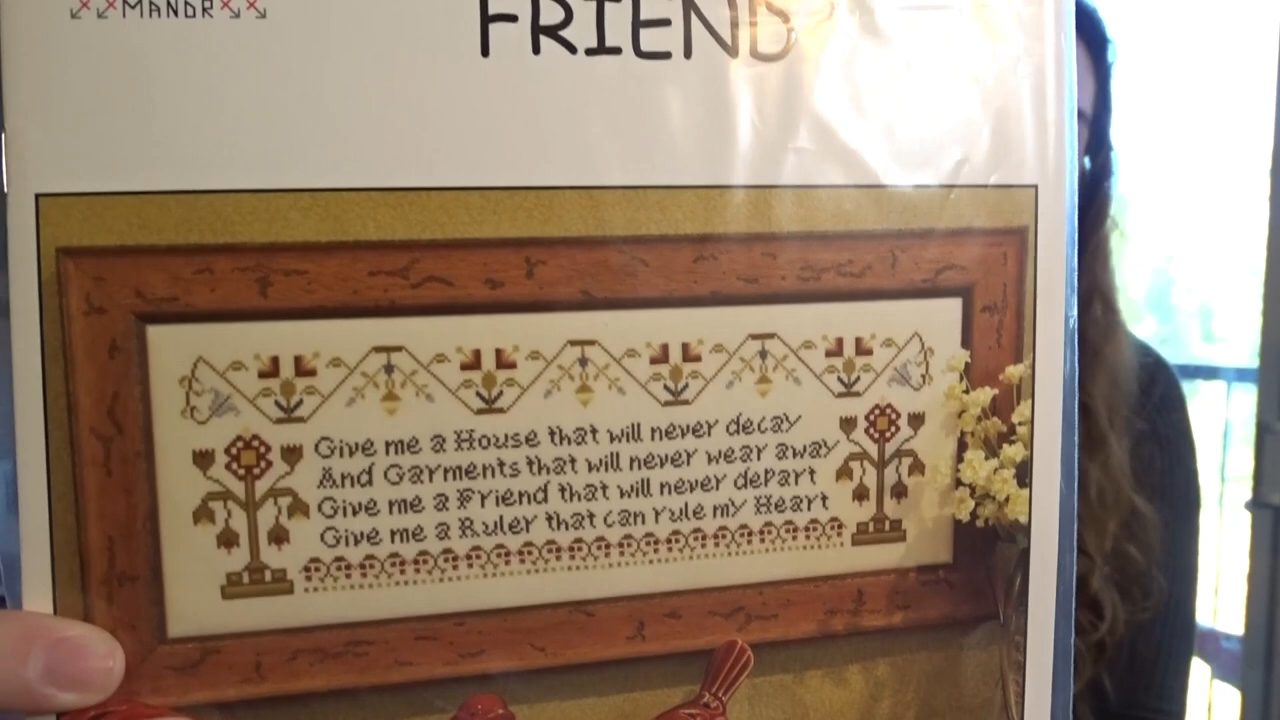 MANOR
FRIEND
Give me a House that will never decay
And Garments that will never wear away
Give me a Friend that will never depart
Give me a Ruler that can rule my Heart